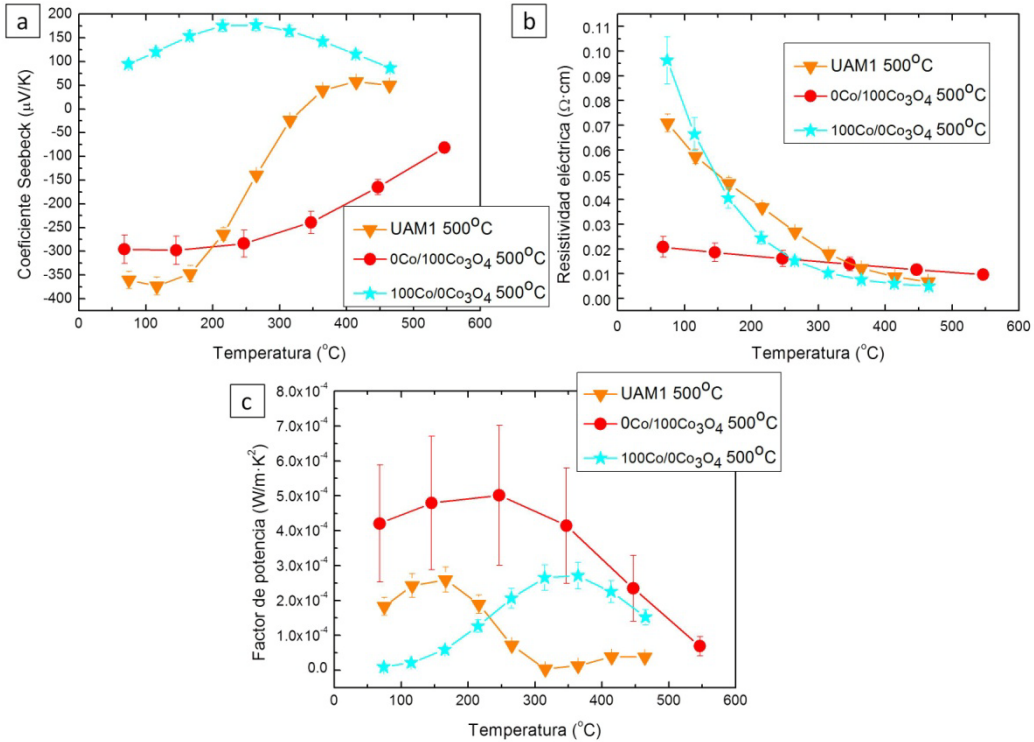 a
Coeficiente Seebeck (μV/K)
200
150
100
50
0
-50
-100
-150
-200
-250
-300
-350
-400
0 100 200 300 400 500 600
Temperatura (°C)
UAM1 500°C
0Co/100Co₃O₄ 500°C
100Co/0Co₃O₄ 500°C
b
Resistividad eléctrica (Ω·cm)
0.11
0.10
0.09
0.08
0.07
0.06
0.05
0.04
0.03
0.02
0.01
0.00
0 100 200 300 400 500 600
Temperatura (°C)
UAM1 500°C
0Co/100Co₃O₄ 500°C
100Co/0Co₃O₄ 500°C
c
Factor de potencia (W/m·K²)
8.0x10⁻⁴
7.0x10⁻⁴
6.0x10⁻⁴
5.0x10⁻⁴
4.0x10⁻⁴
3.0x10⁻⁴
2.0x10⁻⁴
1.0x10⁻⁴
0.0
0 100 200 300 400 500 600
Temperatura (°C)
UAM1 500°C
0Co/100Co₃O₄ 500°C
100Co/0Co₃O₄ 500°C